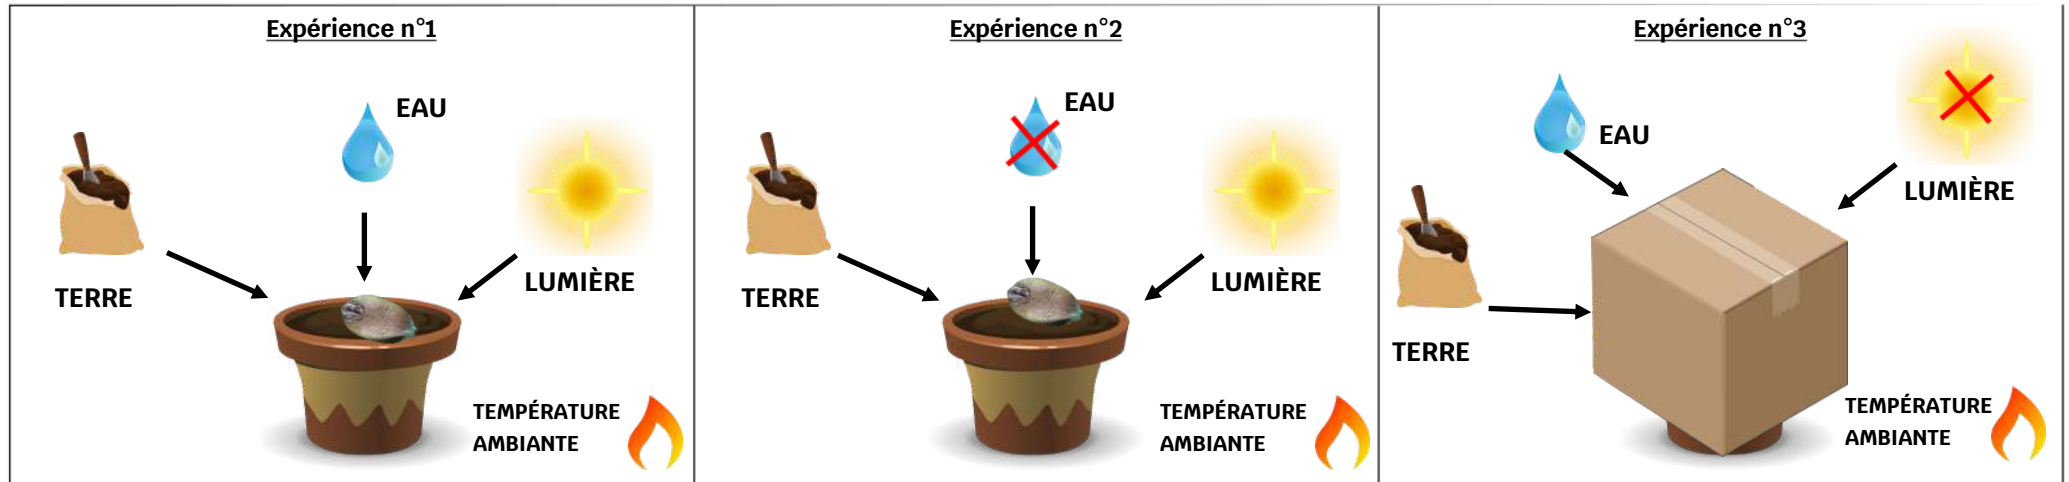 Expérience n°1
EAU
LUMIÈRE
TERRE
TEMPÉRATURE
AMBIANTE
Expérience n°2
EAU
LUMIÈRE
TERRE
TEMPÉRATURE
AMBIANTE
Expérience n°3
EAU
LUMIÈRE
TERRE
TEMPÉRATURE
AMBIANTE